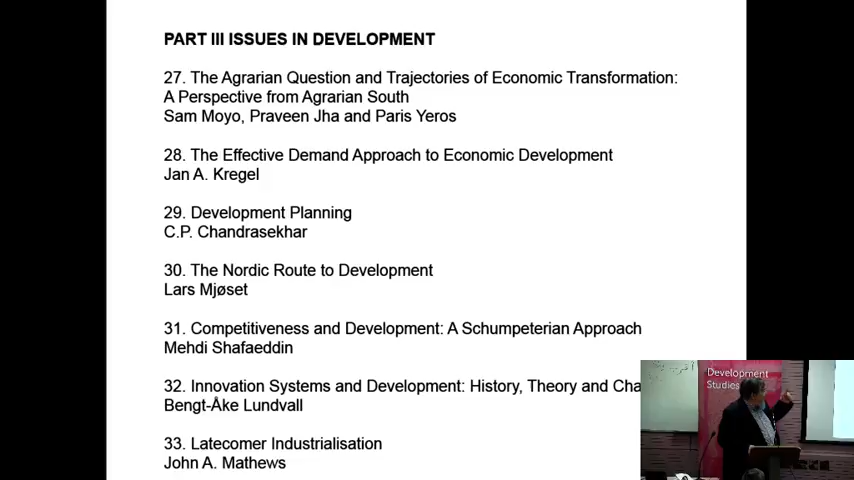 PART III ISSUES IN DEVELOPMENT
27. The Agrarian Question and Trajectories of Economic Transformation:
A Perspective from Agrarian South
Sam Moyo, Praveen Jha and Paris Yeros
28. The Effective Demand Approach to Economic Development
Jan A. Kregel
29. Development Planning
C.P. Chandrasekhar
30. The Nordic Route to Development
Lars Mjøset
31. Competitiveness and Development: A Schumpeterian Approach
Mehdi Shafaeddin
32. Innovation Systems and Development: History, Theory and Cha
Bengt-Åke Lundvall
33. Latecomer Industrialisation
John A. Mathews
Development
Studies